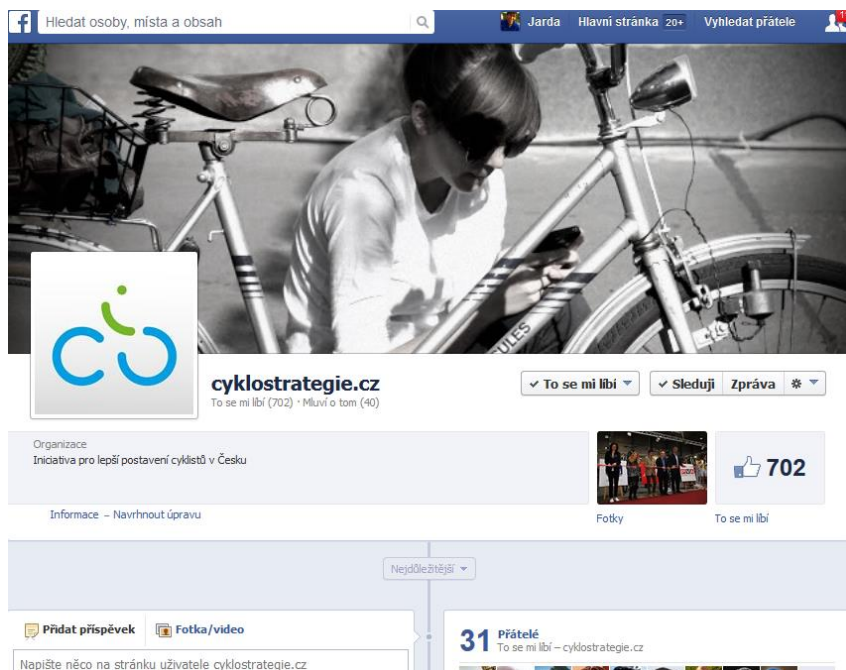 f Hledat osoby, místa a obsah Jarda Hlavní stránka 20+ Vyhledat přátele
cyklostrategie.cz
To se mi líbí (702) · Mluví o tom (40)
✓ To se mi líbí ✓ Sleduji Zpráva
Organizace
Iniciativa pro lepší postavení cyklistů v Česku
702
Informace – Navrhnout úpravu
Fotky
To se mi líbí
Nejdůležitější
Přidat příspěvek Fotka/video
Napište něco na stránku uživatele cyklostrategie.cz
31 Přátelé
To se mi líbí – cyklostrategie.cz